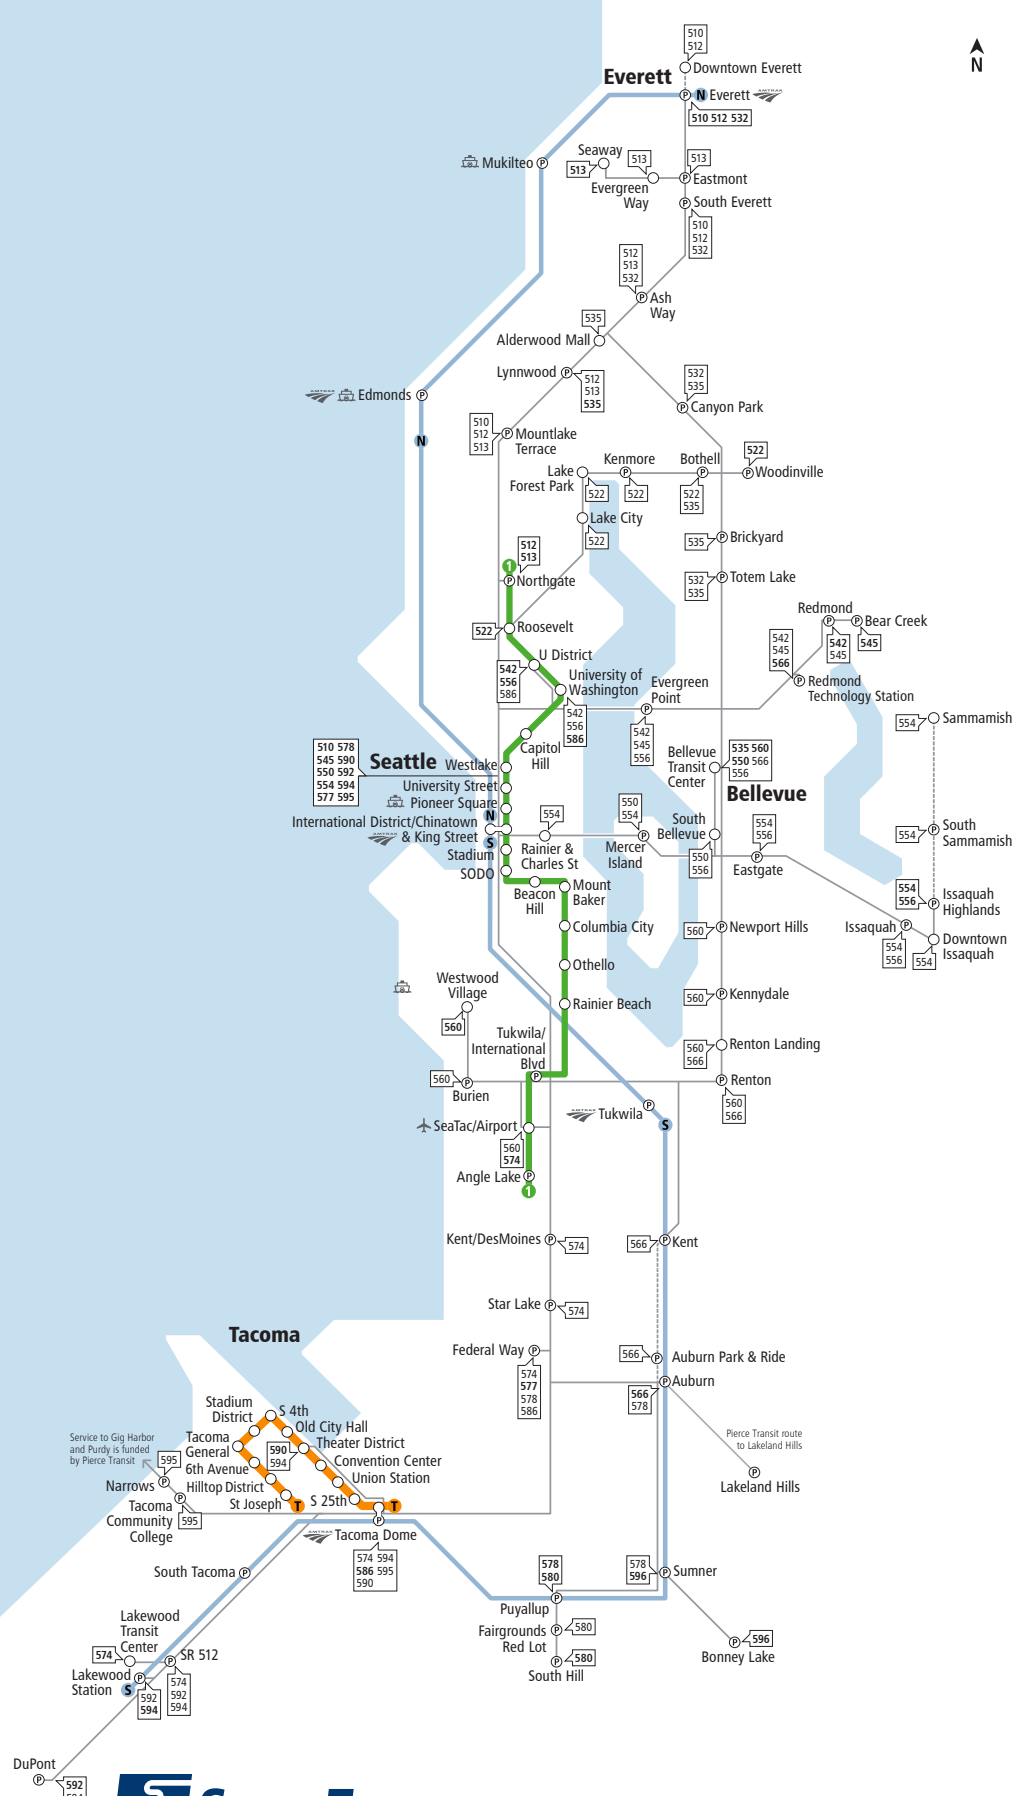 510
512
Downtown Everett
N
Everett
N Everett AMTRAK
510 512 532
Mukilteo
Seaway
513
513
513
Evergreen
Way
Eastmont
South Everett
510
512
532
512
513
532
Ash
Way
535
Alderwood Mall
Lynnwood
512
513
535
532
535
Canyon Park
AMTRAK
Edmonds
N
510
512
513
Mountlake
Terrace
522
Lake
Forest Park
Kenmore
Bothell
Woodinville
522
522
522
535
Lake City
522
535
Brickyard
512
513
1
Northgate
532
535
Totem Lake
522
Roosevelt
Redmond
Bear Creek
542
545
545
542
545
566
Redmond
Technology Station
U District
542
556
586
University of
Washington
542
556
586
Evergreen
Point
542
545
556
554
Sammamish
Capitol
Hill
510 578
545 590
550 592
554 594
577 595
Seattle
Westlake
University Street
Pioneer Square
N
International District/Chinatown
AMTRAK
& King Street
S
Stadium
SODO
Bellevue
Transit
Center
535 560
550 566
556
Bellevue
554
Rainier &
Charles St
550
554
Mercer
Island
South
Bellevue
550
556
554
556
Eastgate
554
South
Sammamish
Beacon
Hill
Mount
Baker
554
556
Issaquah
Highlands
Columbia City
560
Newport Hills
Issaquah
554
556
554
Downtown
Issaquah
Othello
Westwood
Village
560
Rainier Beach
560
Kennydale
Tukwila/
International
Blvd
560
566
Renton Landing
560
Burien
Renton
560
566
AMTRAK
Tukwila
S
SeaTac/Airport
560
574
Angle Lake
1
Kent/DesMoines
574
566
Kent
Star Lake
574
Tacoma
Federal Way
574
577
578
586
566
Auburn Park & Ride
Auburn
566
578
Pierce Transit route
to Lakeland Hills
Lakeland Hills
Stadium
District
S 4th
Old City Hall
Tacoma
General
Theater District
590
594
Convention Center
6th Avenue
Union Station
Hilltop District
St Joseph
T
S 25th
T
Service to Gig Harbor
and Purdy is funded
by Pierce Transit
595
Narrows
Tacoma
Community
College
595
AMTRAK
Tacoma Dome
574 594
586 595
590
South Tacoma
578
580
Puyallup
578
596
Sumner
Fairgrounds
Red Lot
580
580
South Hill
596
Bonney Lake
Lakewood
Transit
Center
574
SR 512
574
592
594
Lakewood
Station
S
592
594
DuPont
592